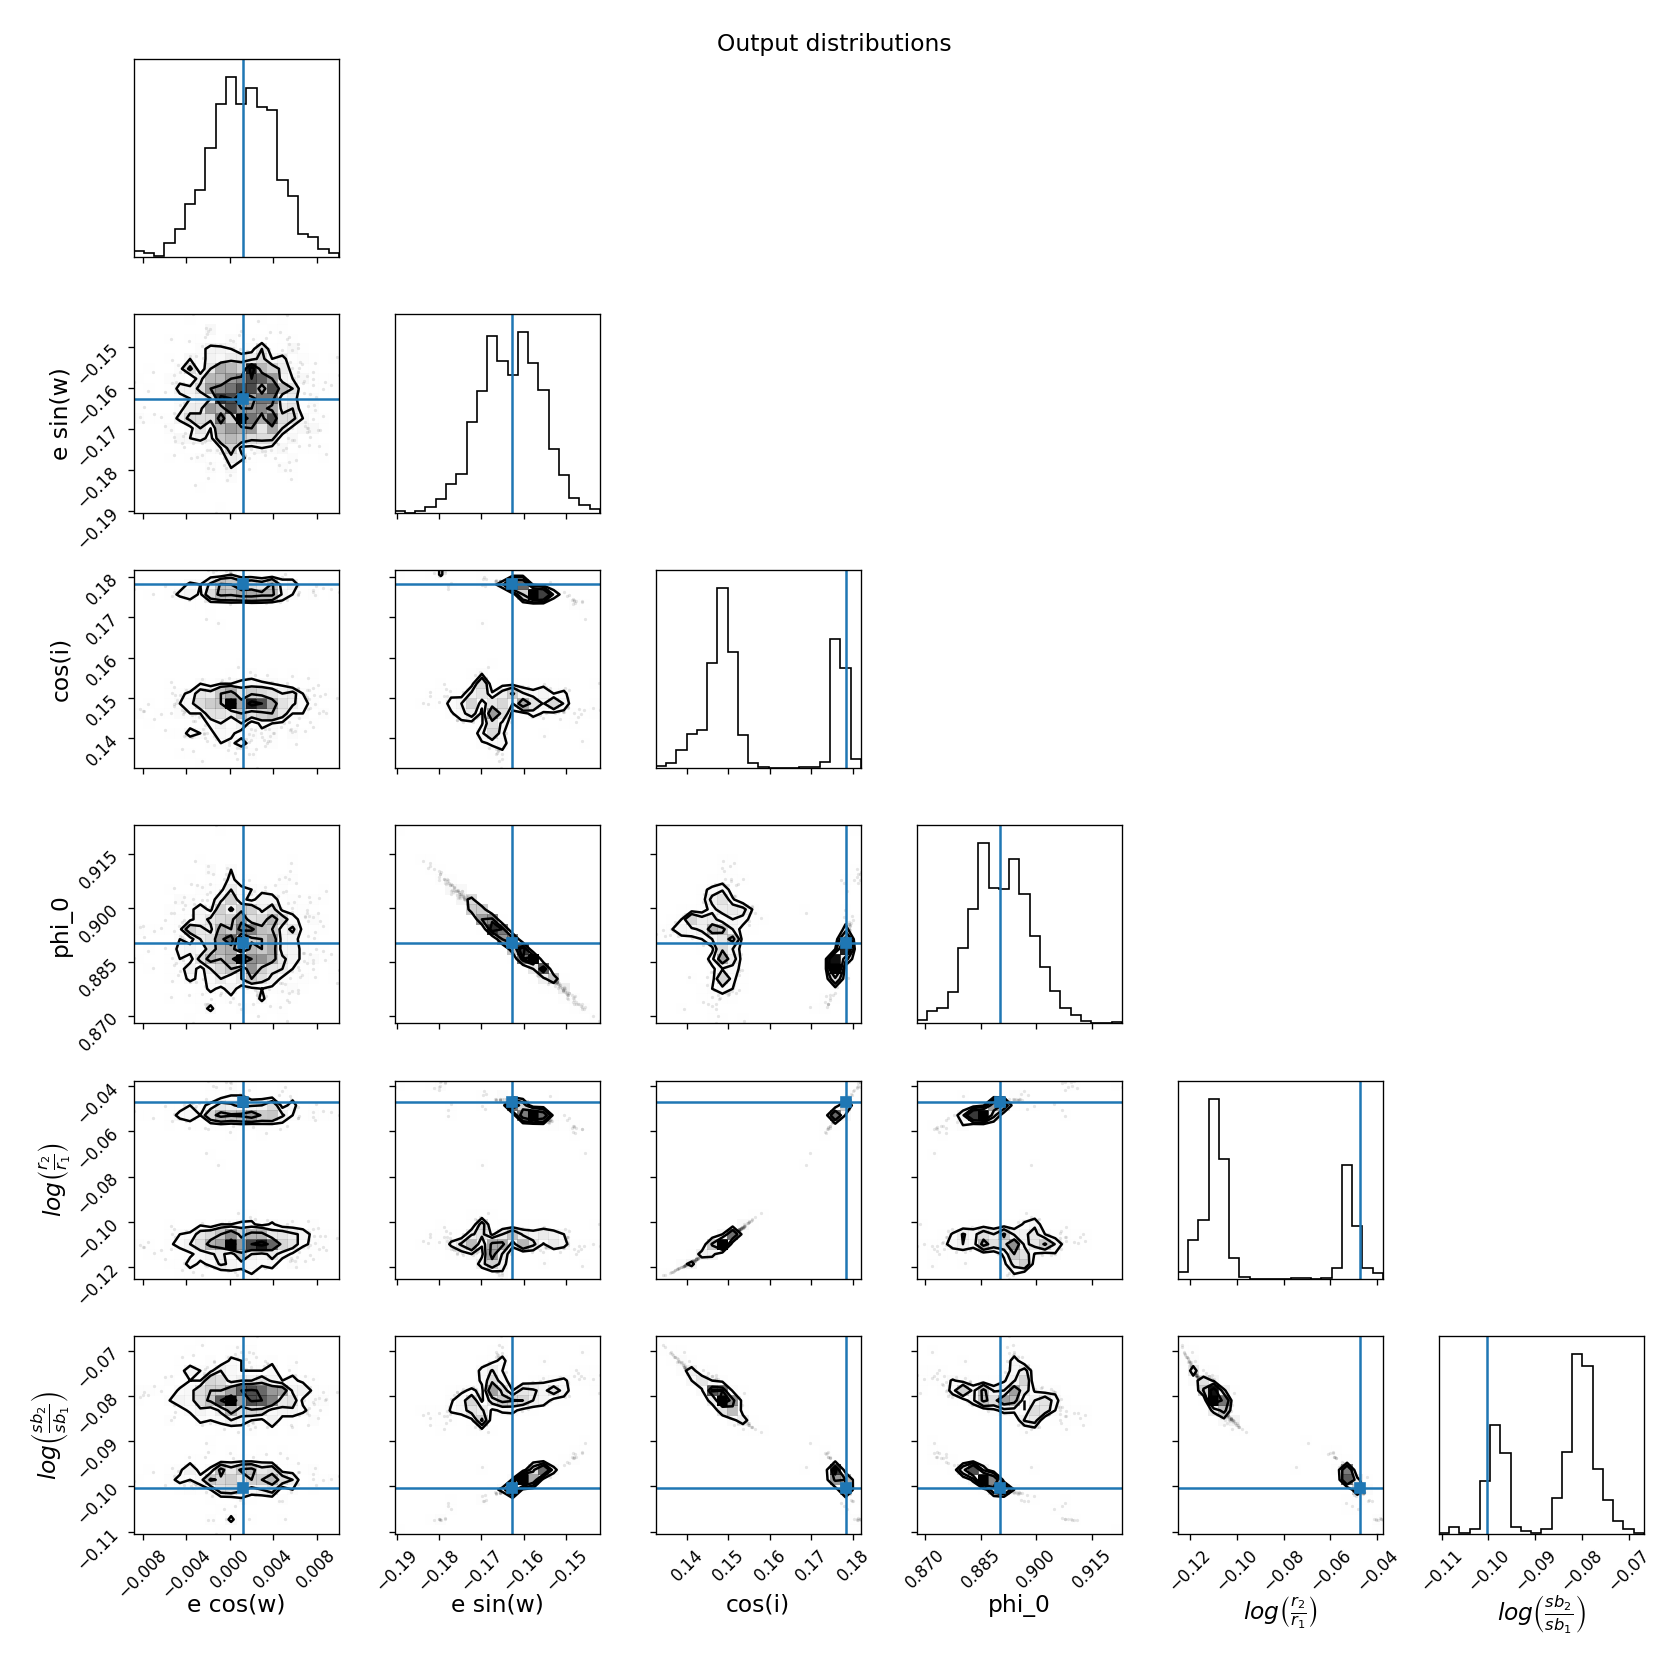 Output distributions
e sin(w)
−0.15
−0.16
−0.17
−0.18
−0.19
cos(i)
0.18
0.17
0.16
0.15
0.14
phi_0
0.915
0.900
0.885
0.870
log(r₂/r₁)
−0.04
−0.06
−0.08
−0.10
−0.12
log(sb₂/sb₁)
−0.07
−0.08
−0.09
−0.10
−0.11
−0.008 −0.004 0.000 0.004 0.008
e cos(w)
−0.19 −0.18 −0.17 −0.16 −0.15
e sin(w)
0.14 0.15 0.16 0.17 0.18
cos(i)
0.870 0.885 0.900 0.915
phi_0
−0.12 −0.10 −0.08 −0.06 −0.04
log(r₂/r₁)
−0.11 −0.10 −0.09 −0.08 −0.07
log(sb₂/sb₁)